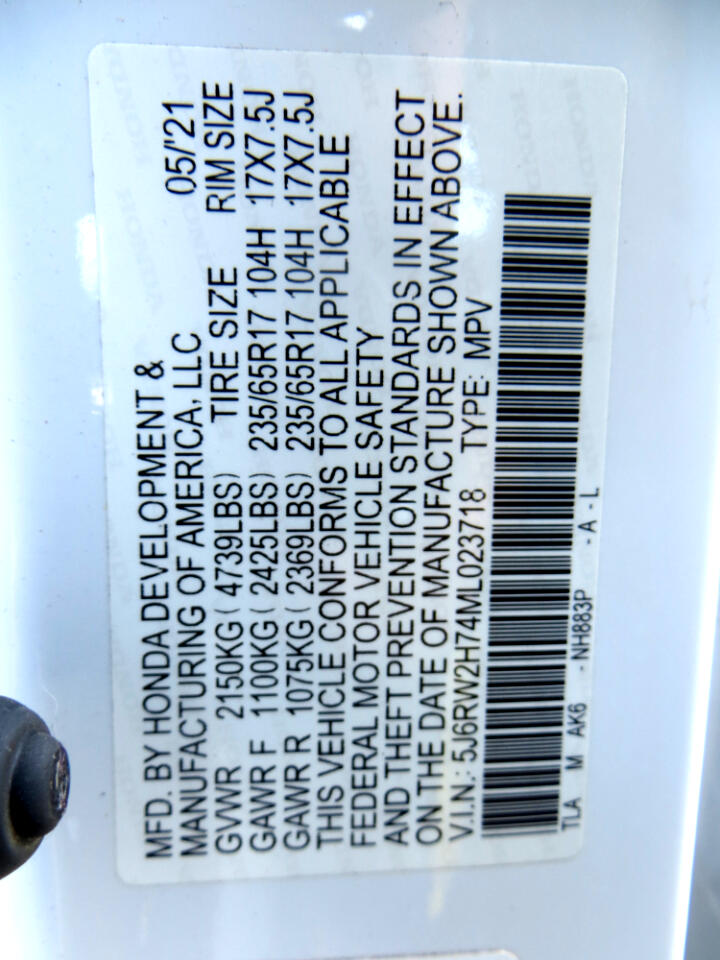 MFD. BY HONDA DEVELOPMENT & 05/'21
MANUFACTURING OF AMERICA, LLC
GVWR 2150KG ( 4739LBS) TIRE SIZE RIM SIZE
GAWR F 1100KG ( 2425LBS) 235/65R17 104H 17X7.5J
GAWR R 1075KG ( 2369LBS) 235/65R17 104H 17X7.5J
THIS VEHICLE CONFORMS TO ALL APPLICABLE
FEDERAL MOTOR VEHICLE SAFETY
AND THEFT PREVENTION STANDARDS IN EFFECT
ON THE DATE OF MANUFACTURE SHOWN ABOVE.
V.I.N.: 5J6RW2H74ML023718 TYPE: MPV
TLA M AK6 - NH883P - A - L